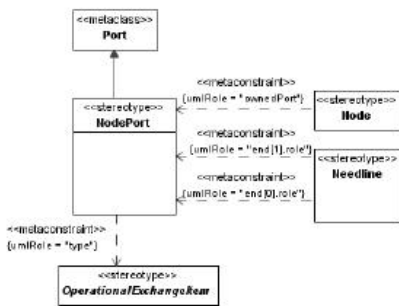 <<metaclass>>
Port
<<stereotype>>
NodePort
<<metaconstraint>>
{umlRole = "ownedPort"}
<<stereotype>>
Node
<<metaconstraint>>
{umlRole = "end[1].role"}
<<stereotype>>
Needline
<<metaconstraint>>
{umlRole = "end[0].role"}
<<metaconstraint>>
{umlRole = "type"}
<<stereotype>>
OperationalExchangeItem